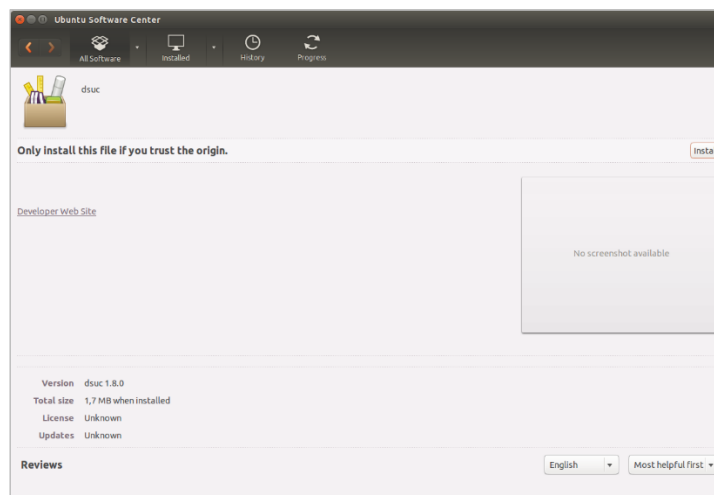 Ubuntu Software Center
All Software
Installed
History
Progress
dsuc
Only install this file if you trust the origin.
Insta
Developer Web Site
No screenshot available
Version dsuc 1.8.0
Total size 1,7 MB when installed
License Unknown
Updates Unknown
Reviews
English
Most helpful first